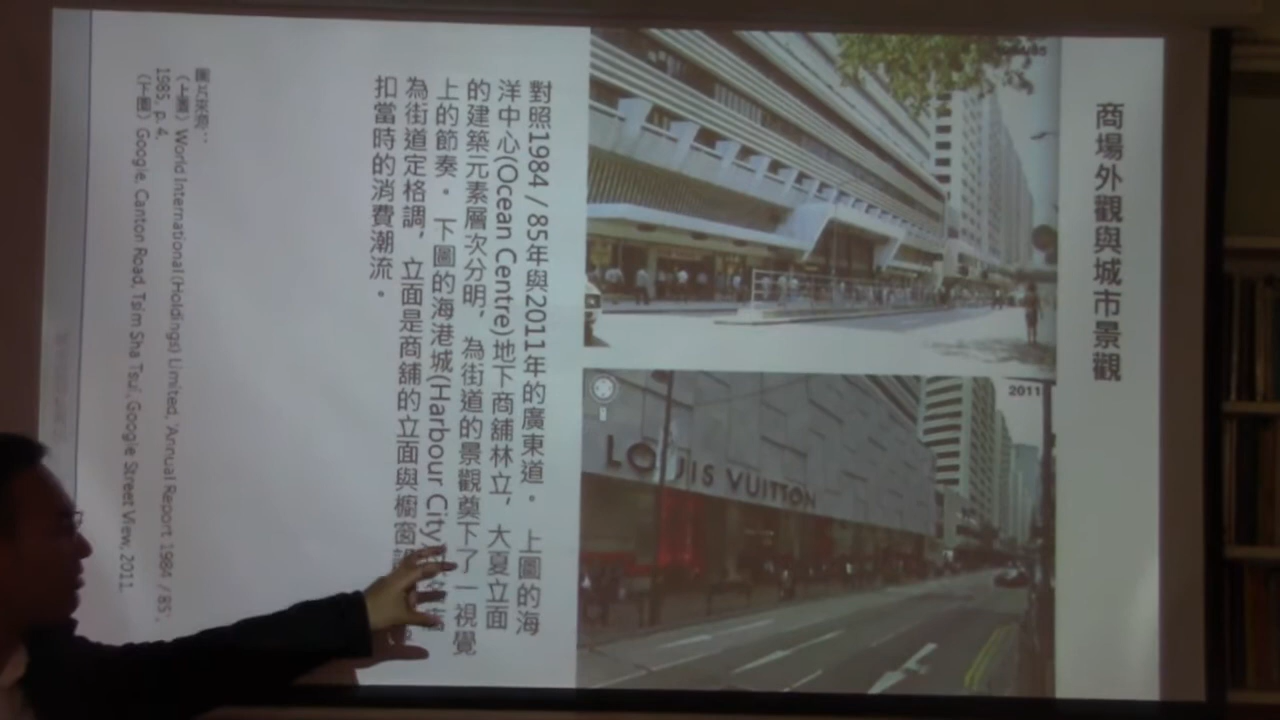 商場外觀與城市景觀
2011
LOUIS VUITTON
對照1984 / 85年與2011年的廣東道。 上圖的海
洋中心(Ocean Centre)地下商舖林立，大夏立面
的建築元素層次分明，為街道的景觀奠下了一視覺
上的節奏。 下圖的海港城(Harbour City)
為街道定格調，立面是商舖的立面與櫥窗
扣當時的消費潮流。
圖片來源：
（上圖）World International (Holdings) Limited, 'Annual Report 1984 / 85',
1985, p. 4.
（下圖）Google, Canton Road, Tsim Sha Tsui, Google Street View, 2011.